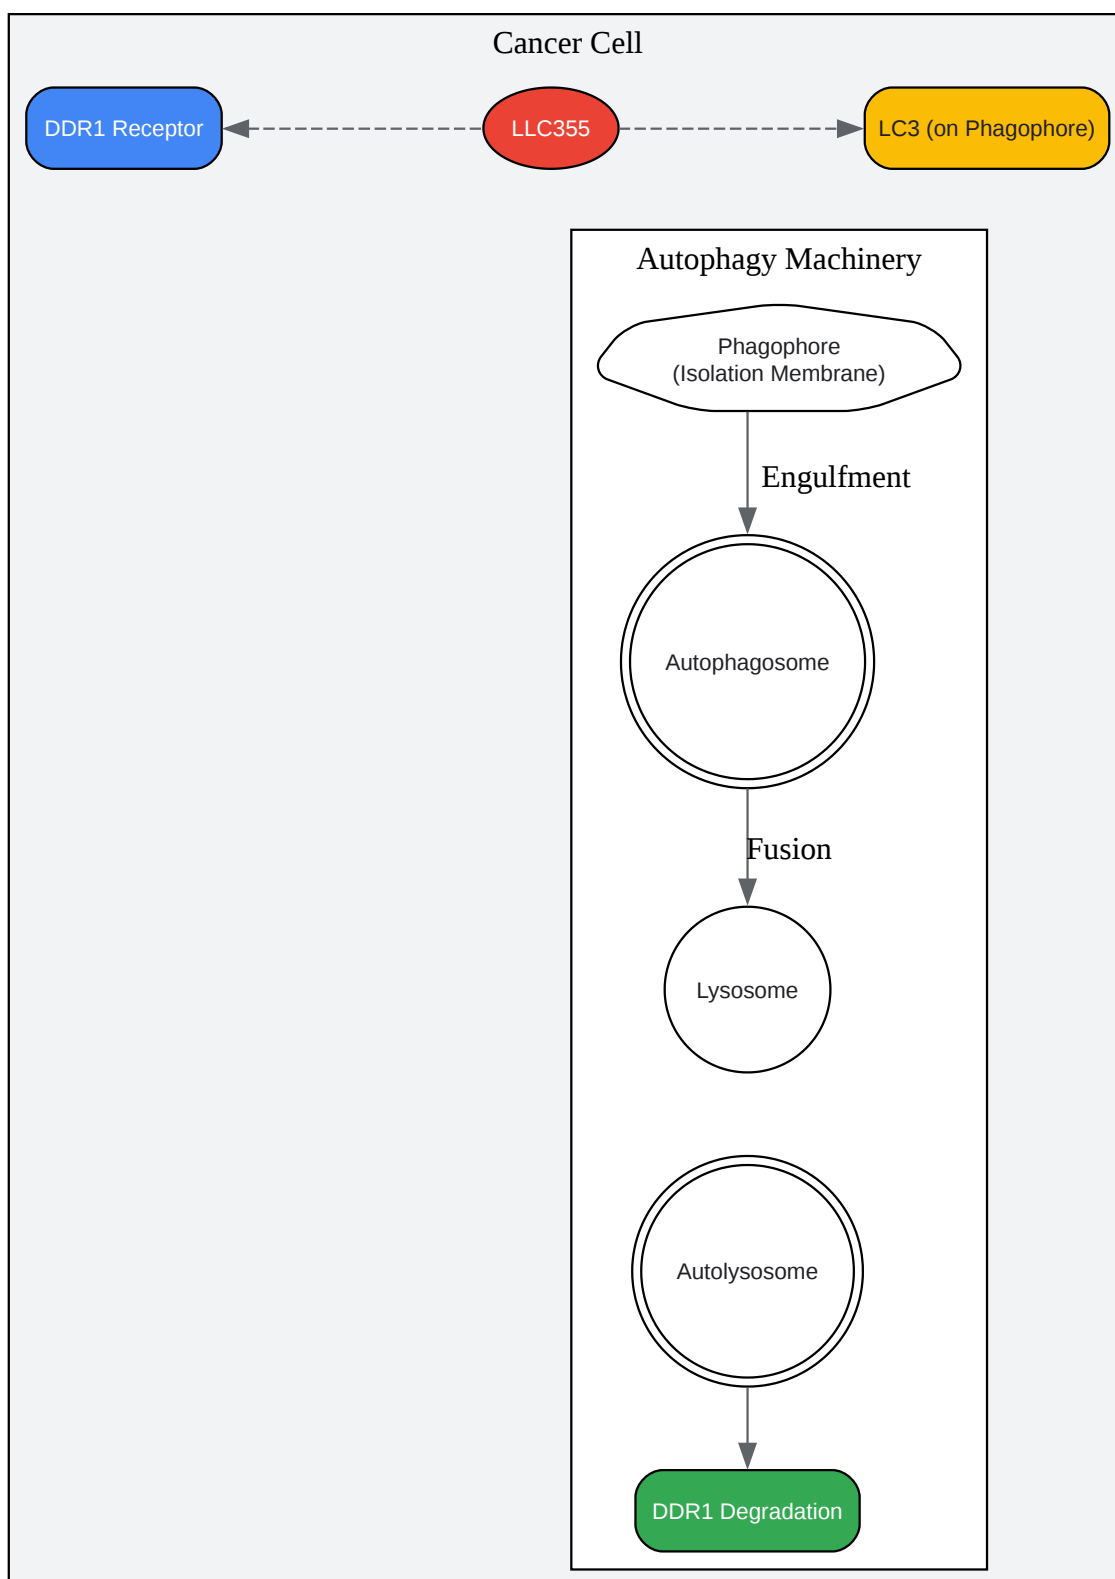 Cancer Cell
DDR1 Receptor
LLC355
LC3 (on Phagophore)
Autophagy Machinery
Phagophore
(Isolation Membrane)
Engulfment
Autophagosome
Fusion
Lysosome
Autolysosome
DDR1 Degradation